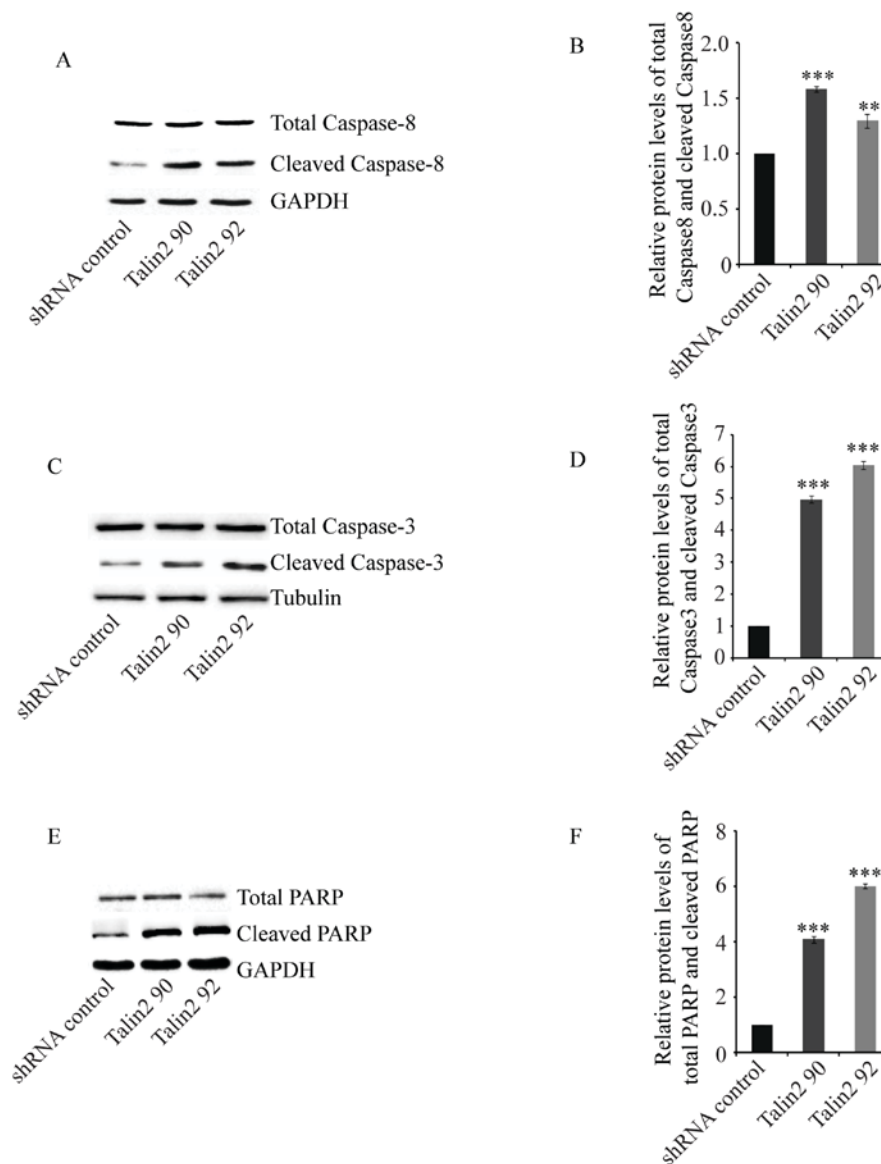 A
Total Caspase-8
Cleaved Caspase-8
GAPDH
shRNA control
Talin2 90
Talin2 92
B
Relative protein levels of total
Caspase8 and cleaved Caspase8
2.0
1.5
1.0
0.5
0
***
**
shRNA control
Talin2 90
Talin2 92
C
Total Caspase-3
Cleaved Caspase-3
Tubulin
shRNA control
Talin2 90
Talin2 92
D
Relative protein levels of total
Caspase3 and cleaved Caspase3
7
6
5
4
3
2
1
0
***
***
shRNA control
Talin2 90
Talin2 92
E
Total PARP
Cleaved PARP
GAPDH
shRNA control
Talin2 90
Talin2 92
F
Relative protein levels of
total PARP and cleaved PARP
8
6
4
2
0
***
***
shRNA control
Talin2 90
Talin2 92